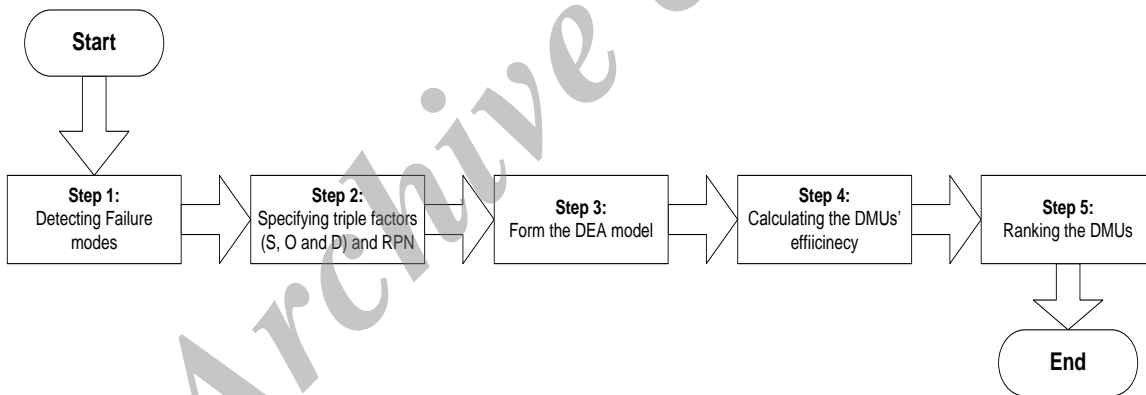 Start
Step 1:
Detecting Failure
modes
Step 2:
Specifying triple factors
(S, O and D) and RPN
Step 3:
Form the DEA model
Step 4:
Calculating the DMUs'
effiicinecy
Step 5:
Ranking the DMUs
End
Archive